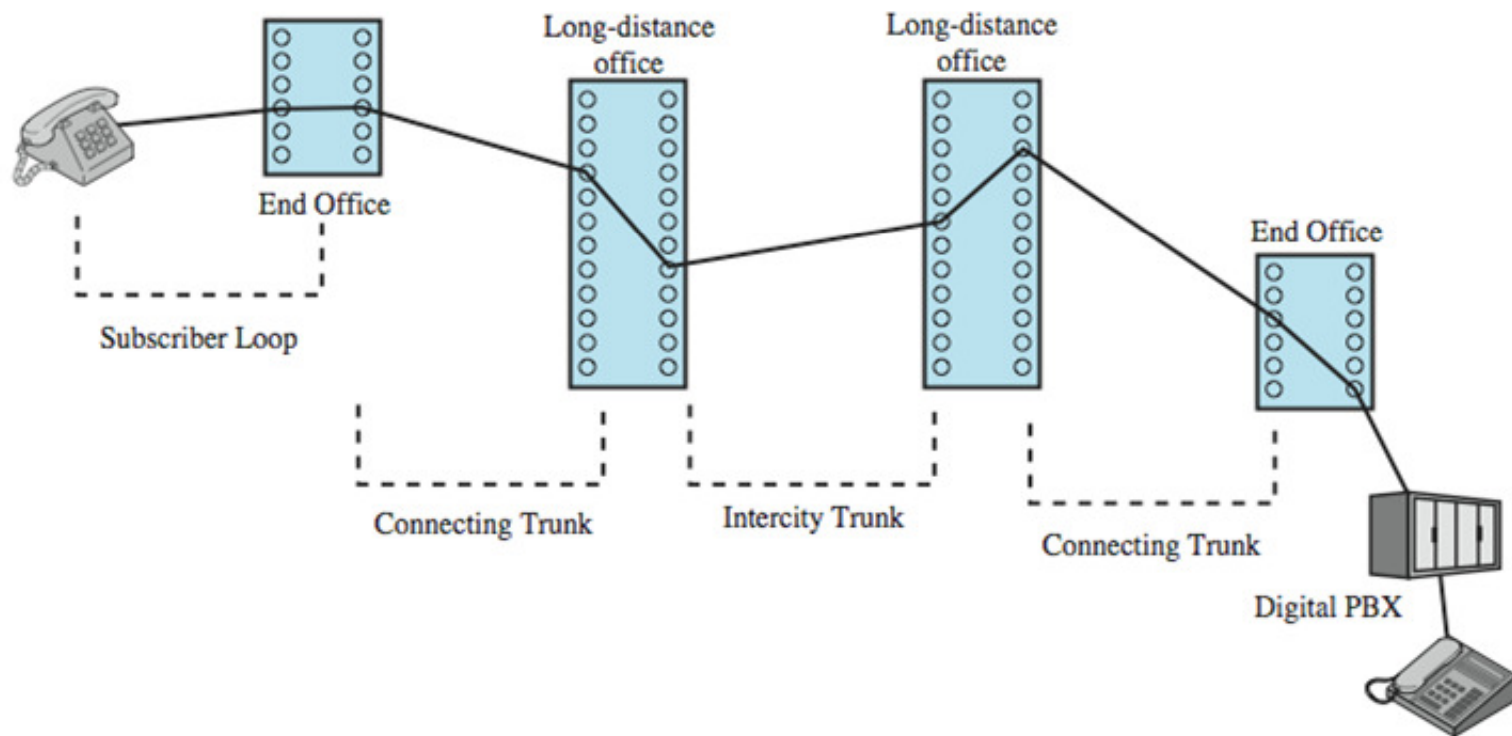 Long-distance
office
Long-distance
office
End Office
End Office
Subscriber Loop
Connecting Trunk
Intercity Trunk
Connecting Trunk
Digital PBX